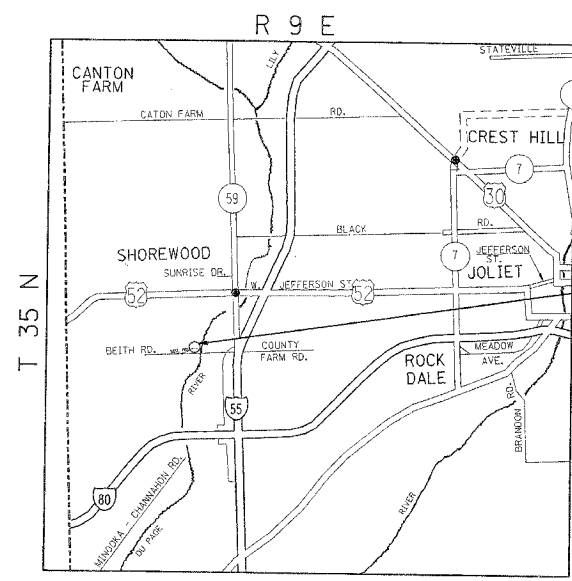 R 9 E
STATEVILLE
CANTON
FARM
LILY
CATON FARM RD.
CREST HILL
7
30
59
BLACK RD.
7
JEFFERSON
ST.
JOLIET
SHOREWOOD
SUNRISE DR.
52
W. JEFFERSON ST.
52
T 35 N
BEITH RD.
COUNTY
FARM RD.
MEADOW
AVE.
ROCK
DALE
RIVER
55
BRANDON RD.
80
MINOOKA - CHANNAHON RD.
DU PAGE
RIVER